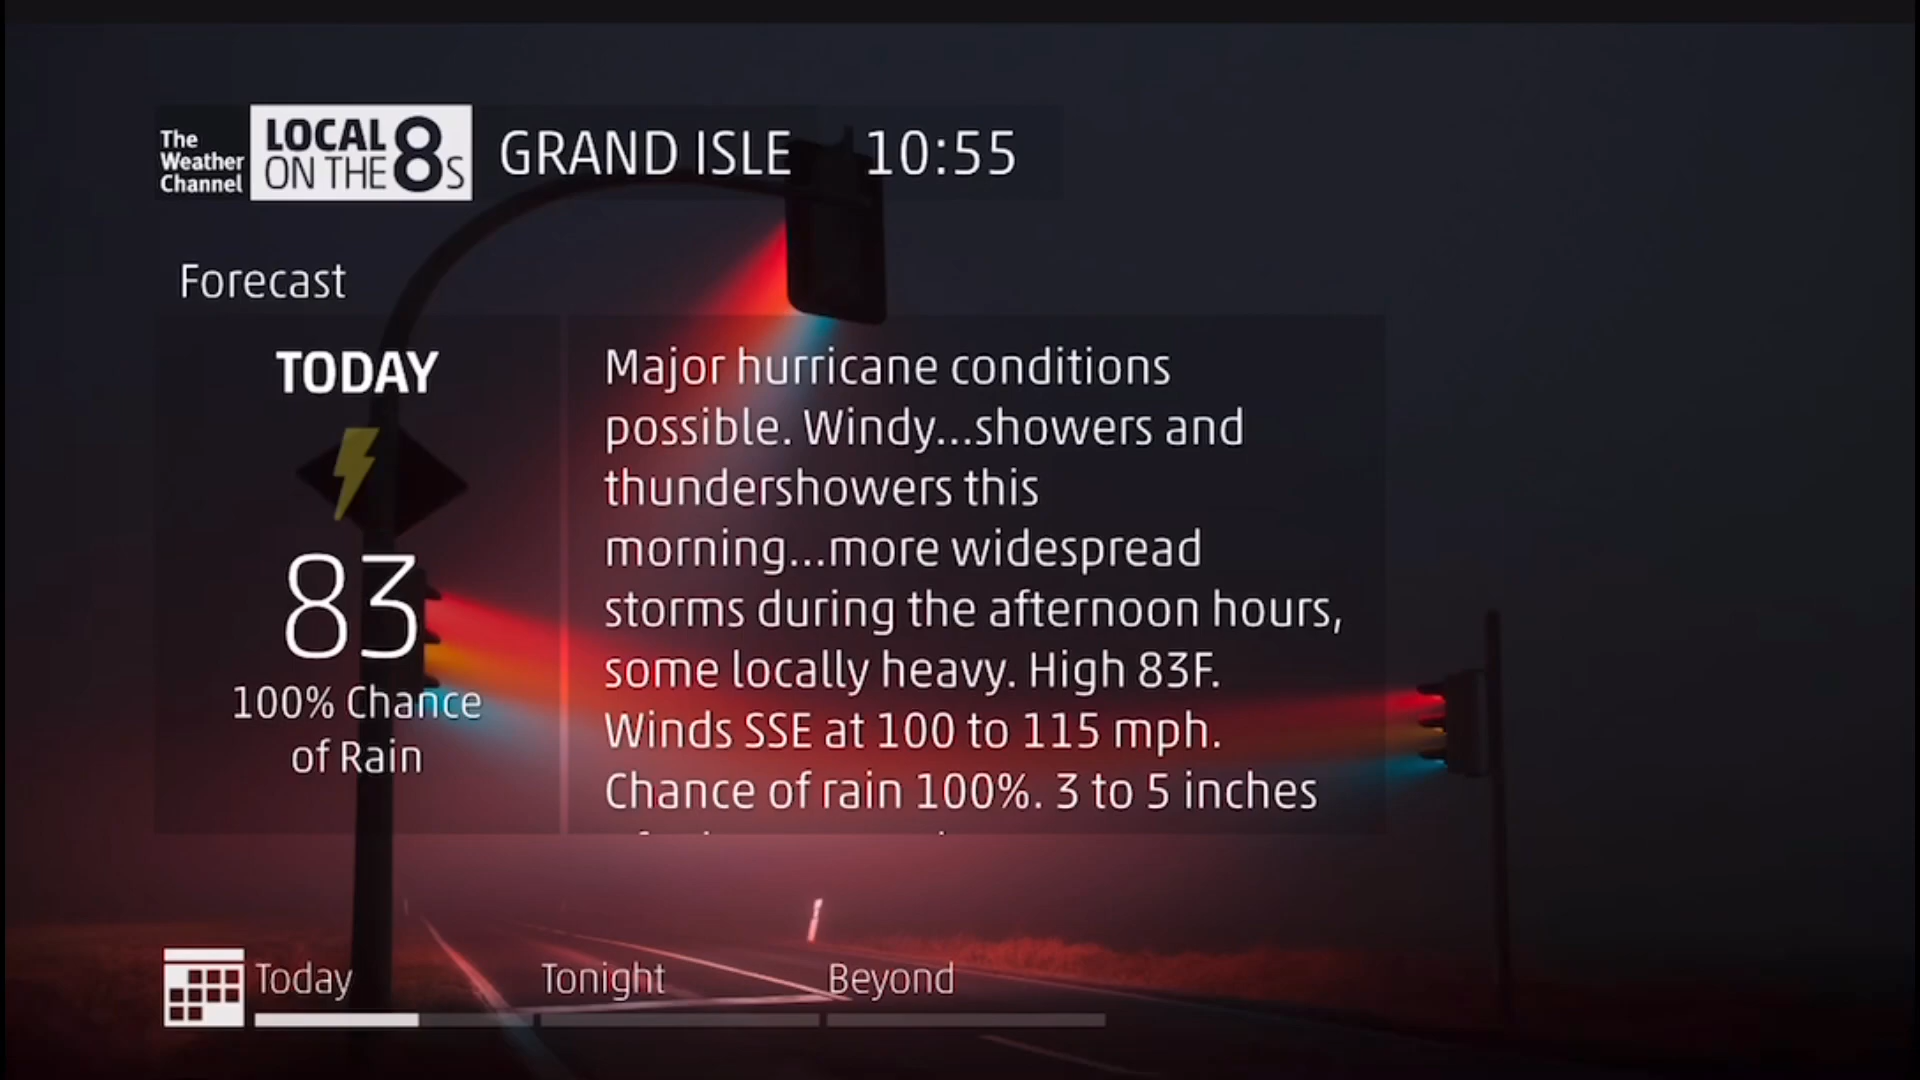 The
Weather
Channel
LOCAL
ON THE 8s
GRAND ISLE 10:55
Forecast
TODAY
83
100% Chance
of Rain
Major hurricane conditions
possible. Windy...showers and
thundershowers this
morning...more widespread
storms during the afternoon hours,
some locally heavy. High 83F.
Winds SSE at 100 to 115 mph.
Chance of rain 100%. 3 to 5 inches
Today Tonight Beyond